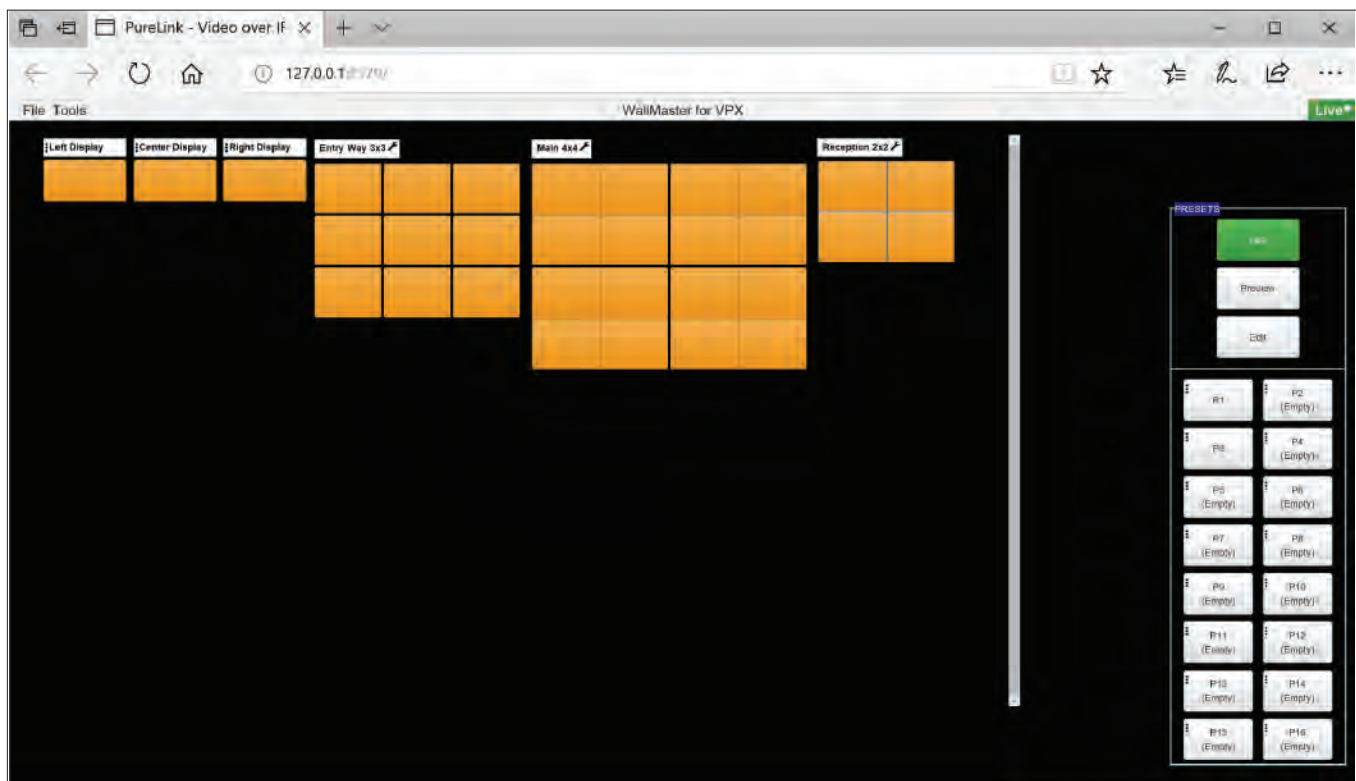 PureLink - Video over IF
127.0.0.1
File Tools
WallMaster for VPX
Live
Left Display
Center Display
Right Display
Entry Way 3x3
Main 4x4
Reception 2x2
PRESETS
Preview
Edit
P1
P2
(Empty)
P3
P4
(Empty)
P5
(Empty)
P6
(Empty)
P7
(Empty)
P8
(Empty)
P9
(Empty)
P10
(Empty)
P11
(Empty)
P12
(Empty)
P13
(Empty)
P14
(Empty)
P15
(Empty)
P16
(Empty)